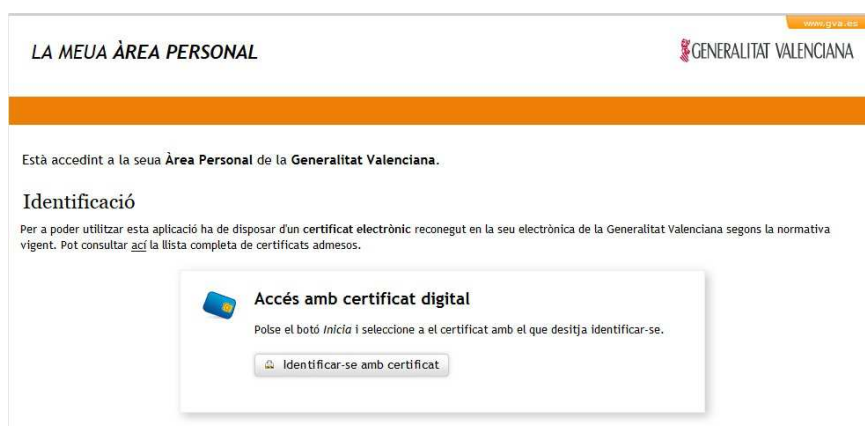 www.gva.es
LA MEUA ÀREA PERSONAL
GENERALITAT VALENCIANA
Està accedint a la seua Àrea Personal de la Generalitat Valenciana.
Identificació
Per a poder utilitzar esta aplicació ha de disposar d'un certificat electrònic reconegut en la seu electrònica de la Generalitat Valenciana segons la normativa
vigent. Pot consultar ací la llista completa de certificats admesos.
Accés amb certificat digital
Polse el botó Inicia i seleccione a el certificat amb el que desitja identificar-se.
Identificar-se amb certificat